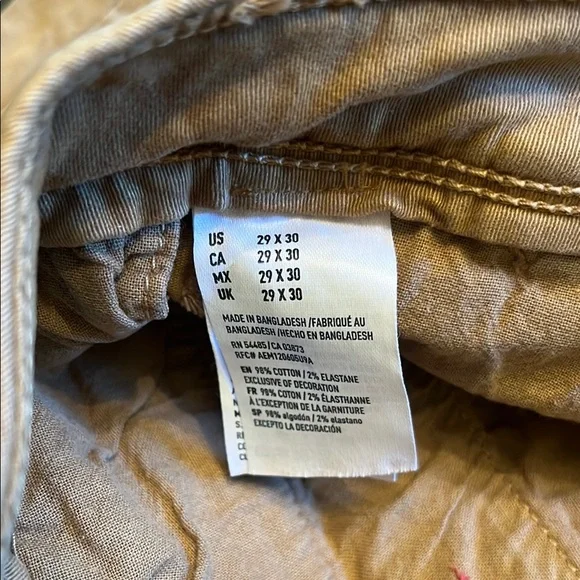 US 29 X 30
CA 29 X 30
MX 29 X 30
UK 29 X 30
MADE IN BANGLADESH /FABRIQUÉ AU
BANGLADESH /HECHO EN BANGLADESH
RN 54485 / CA 03873
RFC# AEM120605U9A
EN 98% COTTON / 2% ELASTANE
EXCLUSIVE OF DECORATION
FR 98% COTON / 2% ÉLASTHANNE
À L'EXCEPTION DE LA GARNITURE
SP 98% algodón / 2% elastano
EXCEPTO LA DECORACIÓN